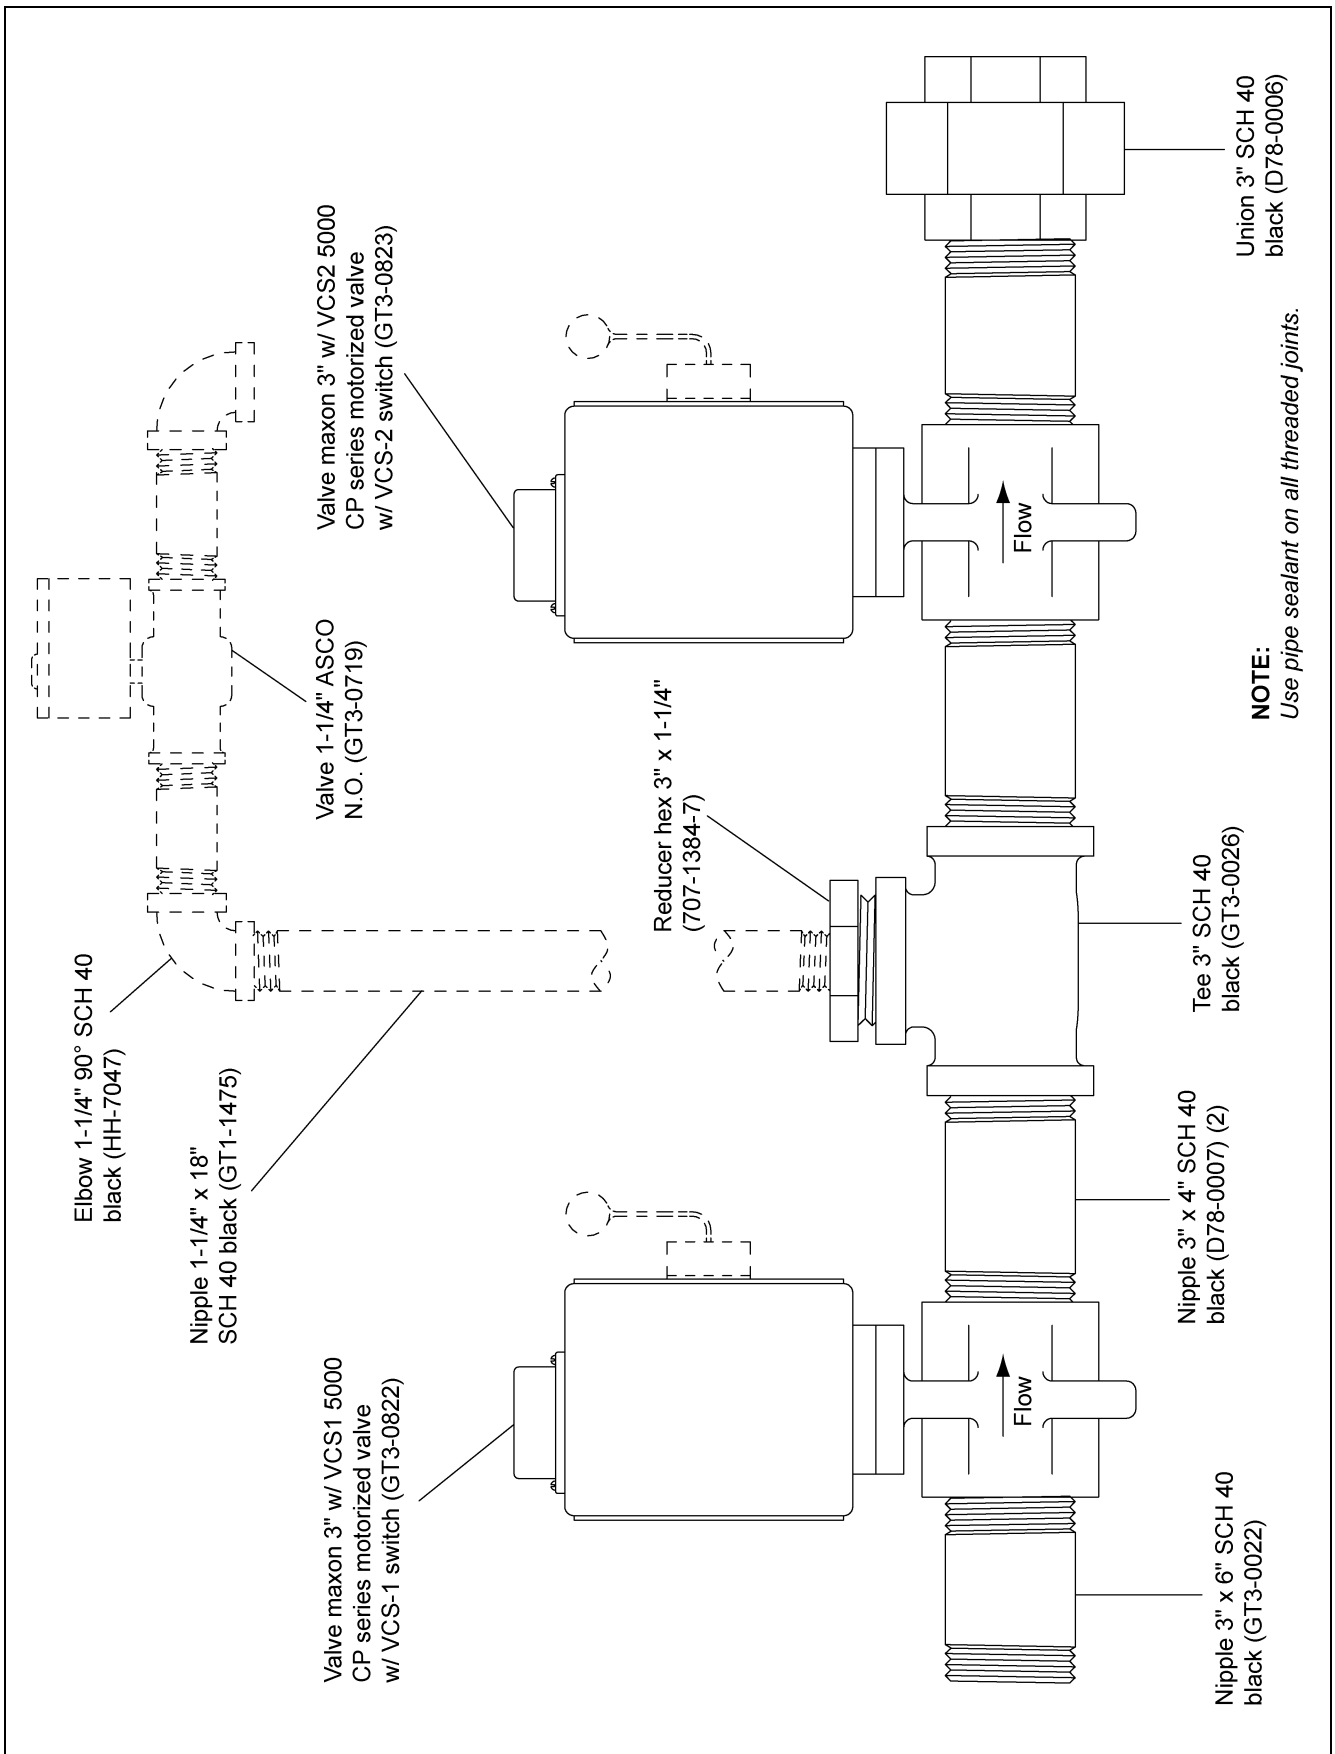 Elbow 1-1/4" 90° SCH 40
black (HH-7047)
Nipple 1-1/4" x 18"
SCH 40 black (GT1-1475)
Valve maxon 3" w/ VCS1 5000
CP series motorized valve
w/ VCS-1 switch (GT3-0822)
Valve 1-1/4" ASCO
N.O. (GT3-0719)
Valve maxon 3" w/ VCS2 5000
CP series motorized valve
w/ VCS-2 switch (GT3-0823)
Reducer hex 3" x 1-1/4"
(707-1384-7)
Flow
Flow
Nipple 3" x 6" SCH 40
black (GT3-0022)
Nipple 3" x 4" SCH 40
black (D78-0007) (2)
Tee 3" SCH 40
black (GT3-0026)
Union 3" SCH 40
black (D78-0006)
NOTE:
Use pipe sealant on all threaded joints.